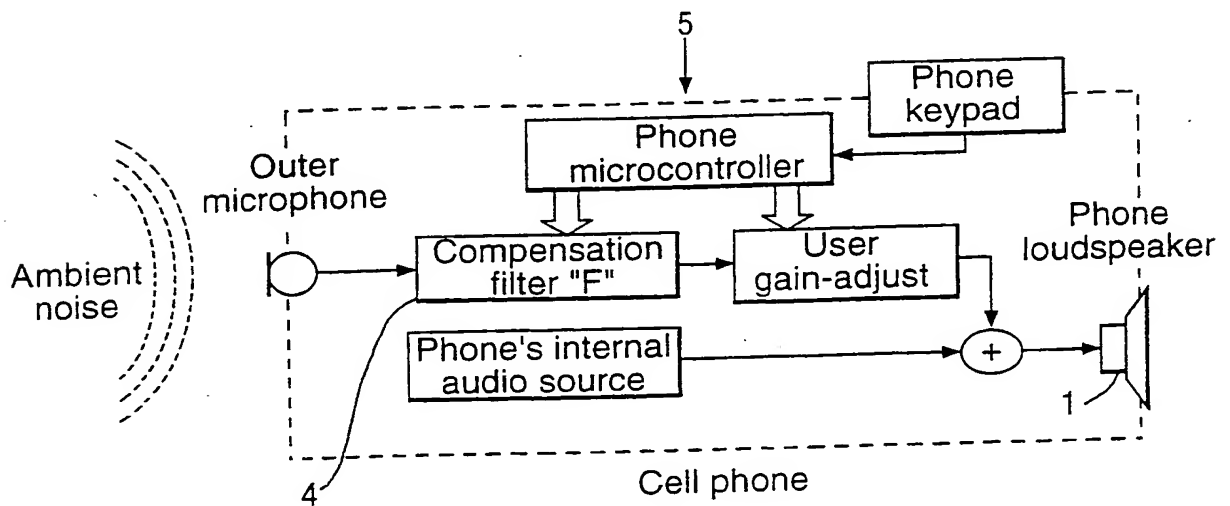 5
Phone
keypad
Phone
microcontroller
Outer
microphone
Phone
loudspeaker
Ambient
noise
Compensation
filter "F"
User
gain-adjust
Phone's internal
audio source
+
1
4
Cell phone